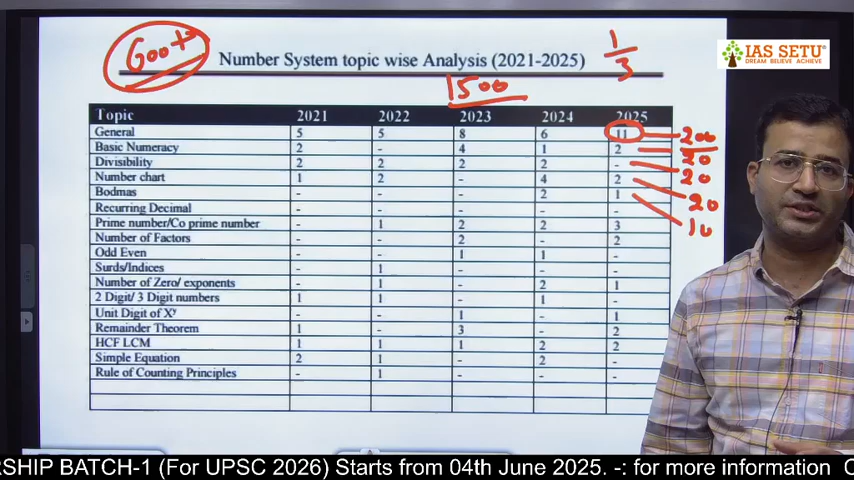 600+
Number System topic wise Analysis (2021-2025)
1/3
1500
IAS SETU®
DREAM BELIEVE ACHIEVE
Topic 2021 2022 2023 2024 2025
General 5 5 8 6 11 200
Basic Numeracy 2 - 4 1 2 20
Divisibility 2 2 2 2 - 20
Number chart 1 2 - 4 2 20
Bodmas - - - 2 1 10
Recurring Decimal - - - - -
Prime number/Co prime number - 1 2 2 3
Number of Factors - - 2 - 2
Odd Even - - 1 1 -
Surds/Indices - 1 - - -
Number of Zero/ exponents - 1 - 2 1
2 Digit/ 3 Digit numbers 1 1 - 1 -
Unit Digit of Xʸ - - 1 - 1
Remainder Theorem 1 - 3 - 2
HCF LCM 1 1 1 2 2
Simple Equation 2 1 - 2 -
Rule of Counting Principles - 1 - - -
RSHIP BATCH-1 (For UPSC 2026) Starts from 04th June 2025. -: for more information